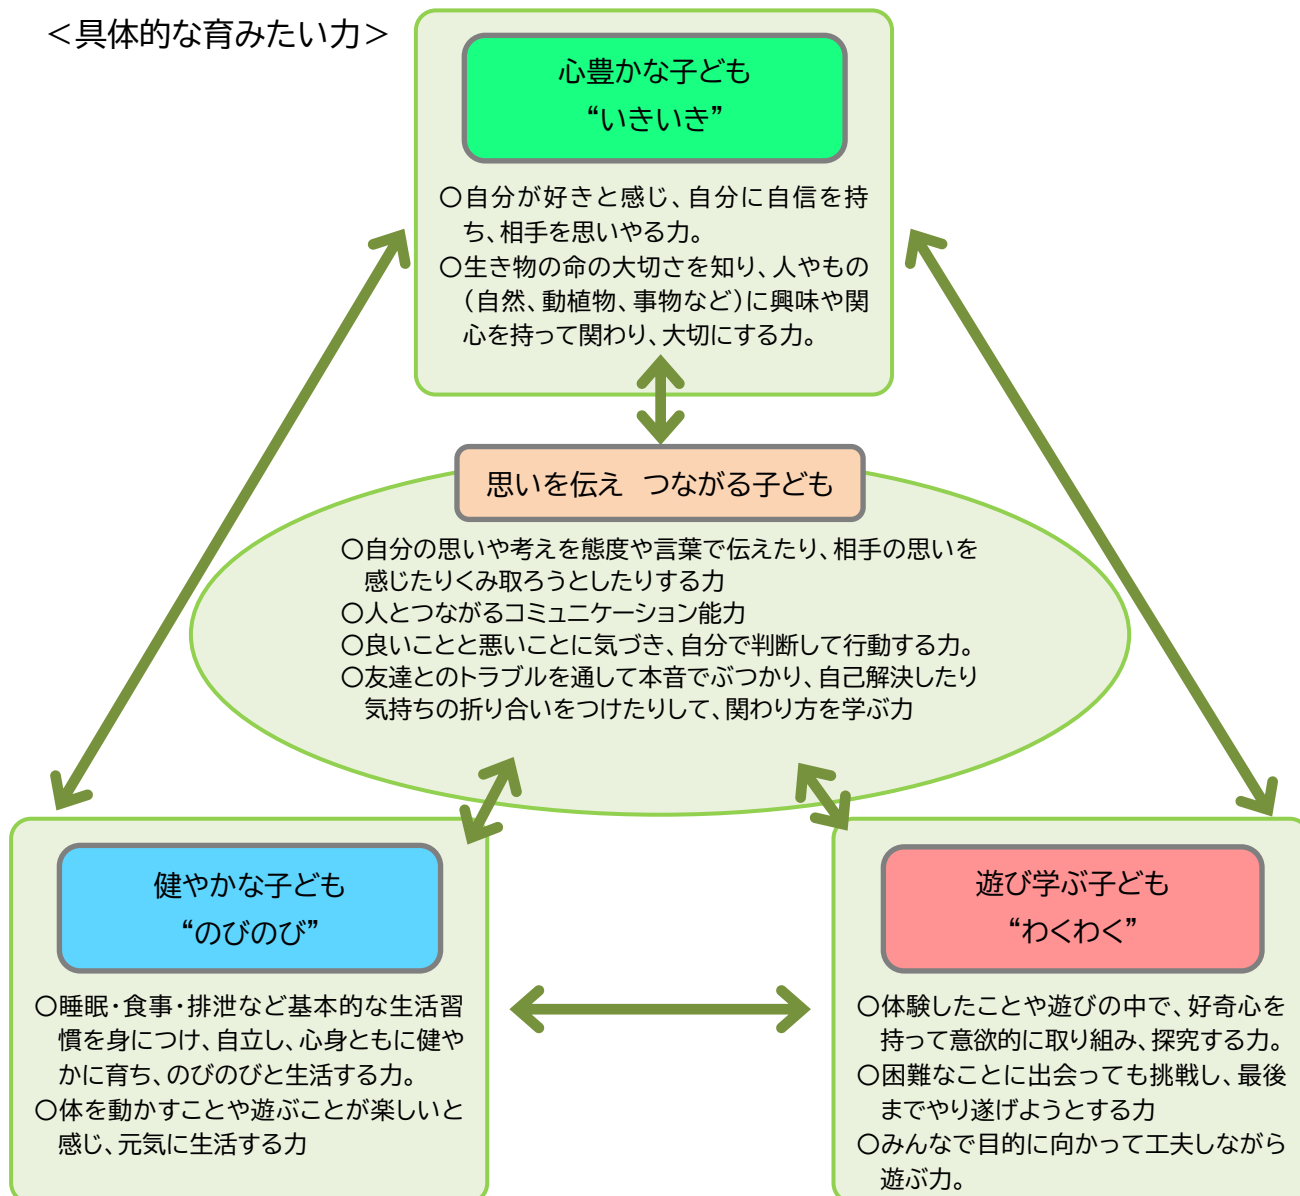 ＜具体的な育みたい力＞
心豊かな子ども
“いきいき”
〇自分が好きと感じ、自分に自信を持
ち、相手を思いやる力。
〇生き物の命の大切さを知り、人やもの
（自然、動植物、事物など）に興味や関
心を持って関わり、大切にする力。
思いを伝え　つながる子ども
〇自分の思いや考えを態度や言葉で伝えたり、相手の思いを
感じたりくみ取ろうとしたりする力
〇人とつながるコミュニケーション能力
〇良いことと悪いことに気づき、自分で判断して行動する力。
〇友達とのトラブルを通して本音でぶつかり、自己解決したり
気持ちの折り合いをつけたりして、関わり方を学ぶ力
健やかな子ども
“のびのび”
〇睡眠・食事・排泄など基本的な生活習
慣を身につけ、自立し、心身ともに健や
かに育ち、のびのびと生活する力。
〇体を動かすことや遊ぶことが楽しいと
感じ、元気に生活する力
遊び学ぶ子ども
“わくわく”
〇体験したことや遊びの中で、好奇心を
持って意欲的に取り組み、探究する力。
〇困難なことに出会っても挑戦し、最後
までやり遂げようとする力
〇みんなで目的に向かって工夫しながら
遊ぶ力。